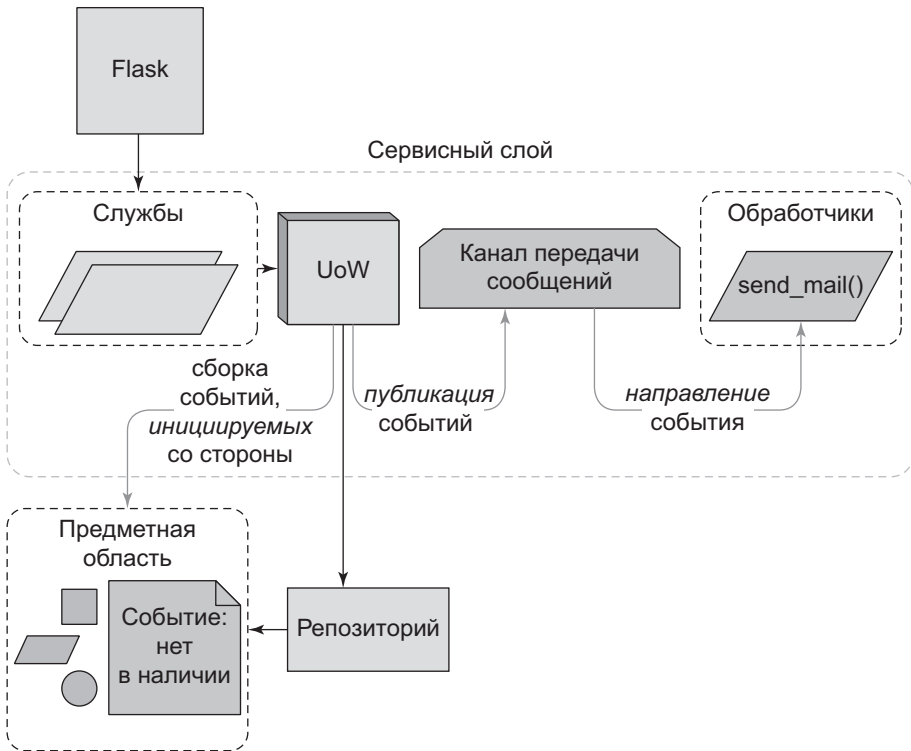 Flask
Сервисный слой
Службы
UoW
Канал передачи
сообщений
Обработчики
send_mail()
сборка
событий,
инициируемых
со стороны
публикация
событий
направление
события
Предметная
область
Событие:
нет
в наличии
Репозиторий